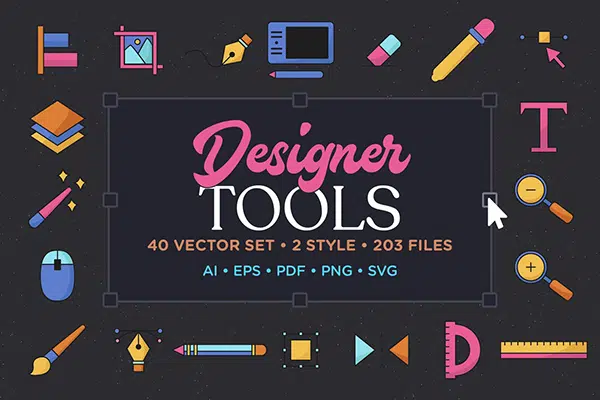 Designer
TOOLS
40 VECTOR SET • 2 STYLE • 203 FILES
AI • EPS • PDF • PNG • SVG
T